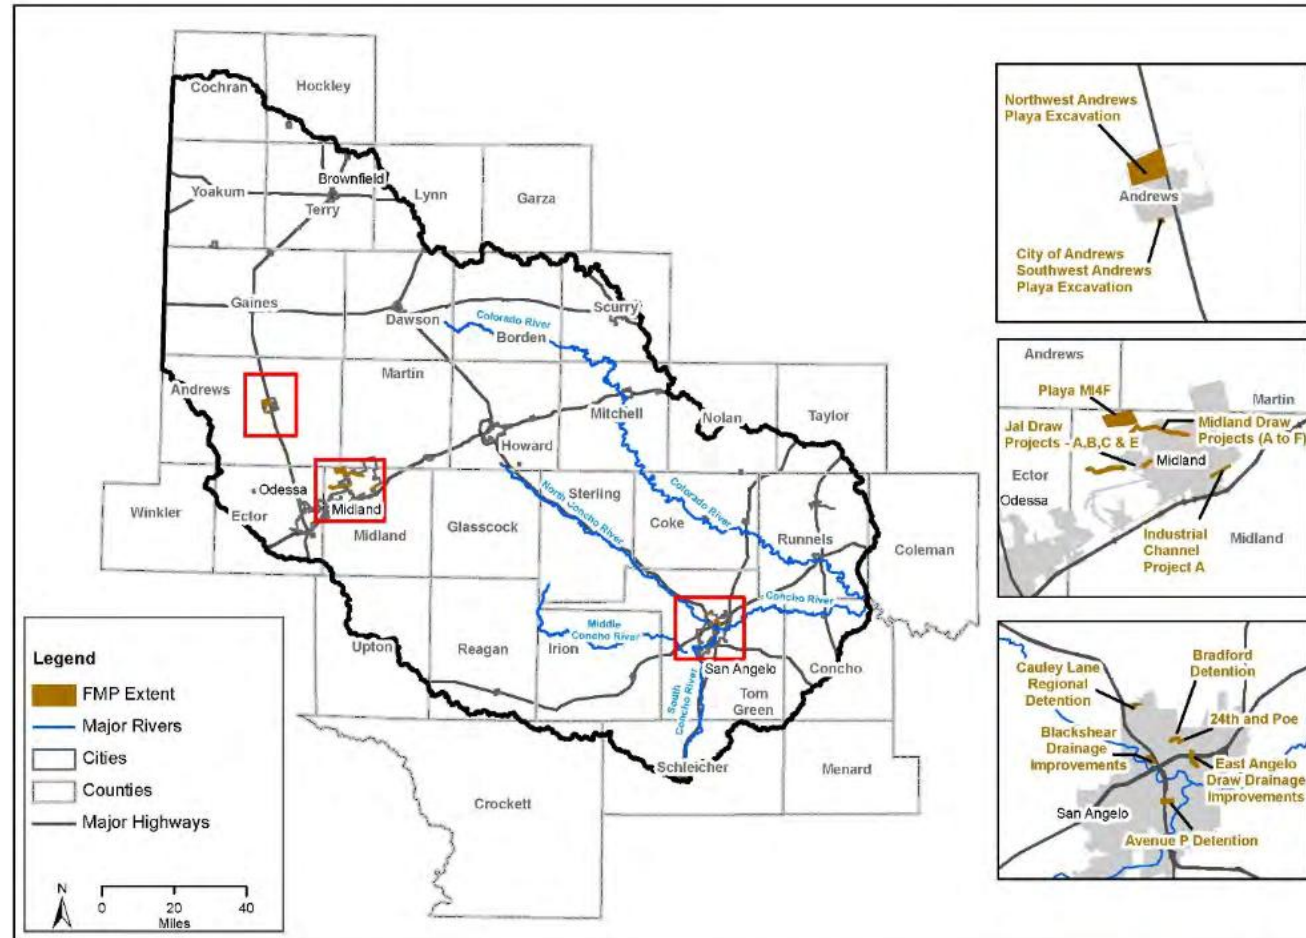 Cochran
Hockley
Brownfield
Yoakum
Terry
Lynn
Garza
Gaines
Dawson
Colorado River
Borden
Scurry
Andrews
Martin
Mitchell
Nolan
Taylor
Howard
Winkler
Odessa
Ector
Midland
Midland
Glasscock
North Concho River
Sterling
Coke
Colorado River
Runnels
Coleman
Concho River
Middle
Concho River
Upton
Reagan
Irion
San Angelo
Concho
South
Concho River
Tom
Green
Schleicher
Menard
Crockett
Legend
FMP Extent
Major Rivers
Cities
Counties
Major Highways
N
0 20 40
Miles
Northwest Andrews
Playa Excavation
Andrews
City of Andrews
Southwest Andrews
Playa Excavation
Andrews
Playa MI4F
Martin
Jal Draw
Projects - A,B,C & E
Midland Draw
Projects (A to F)
Ector
Midland
Odessa
Industrial
Channel
Project A
Midland
Cauley Lane
Regional
Detention
Bradford
Detention
24th and Poe
Blackshear
Drainage
Improvements
East Angelo
Draw Drainage
Improvements
San Angelo
Avenue P Detention